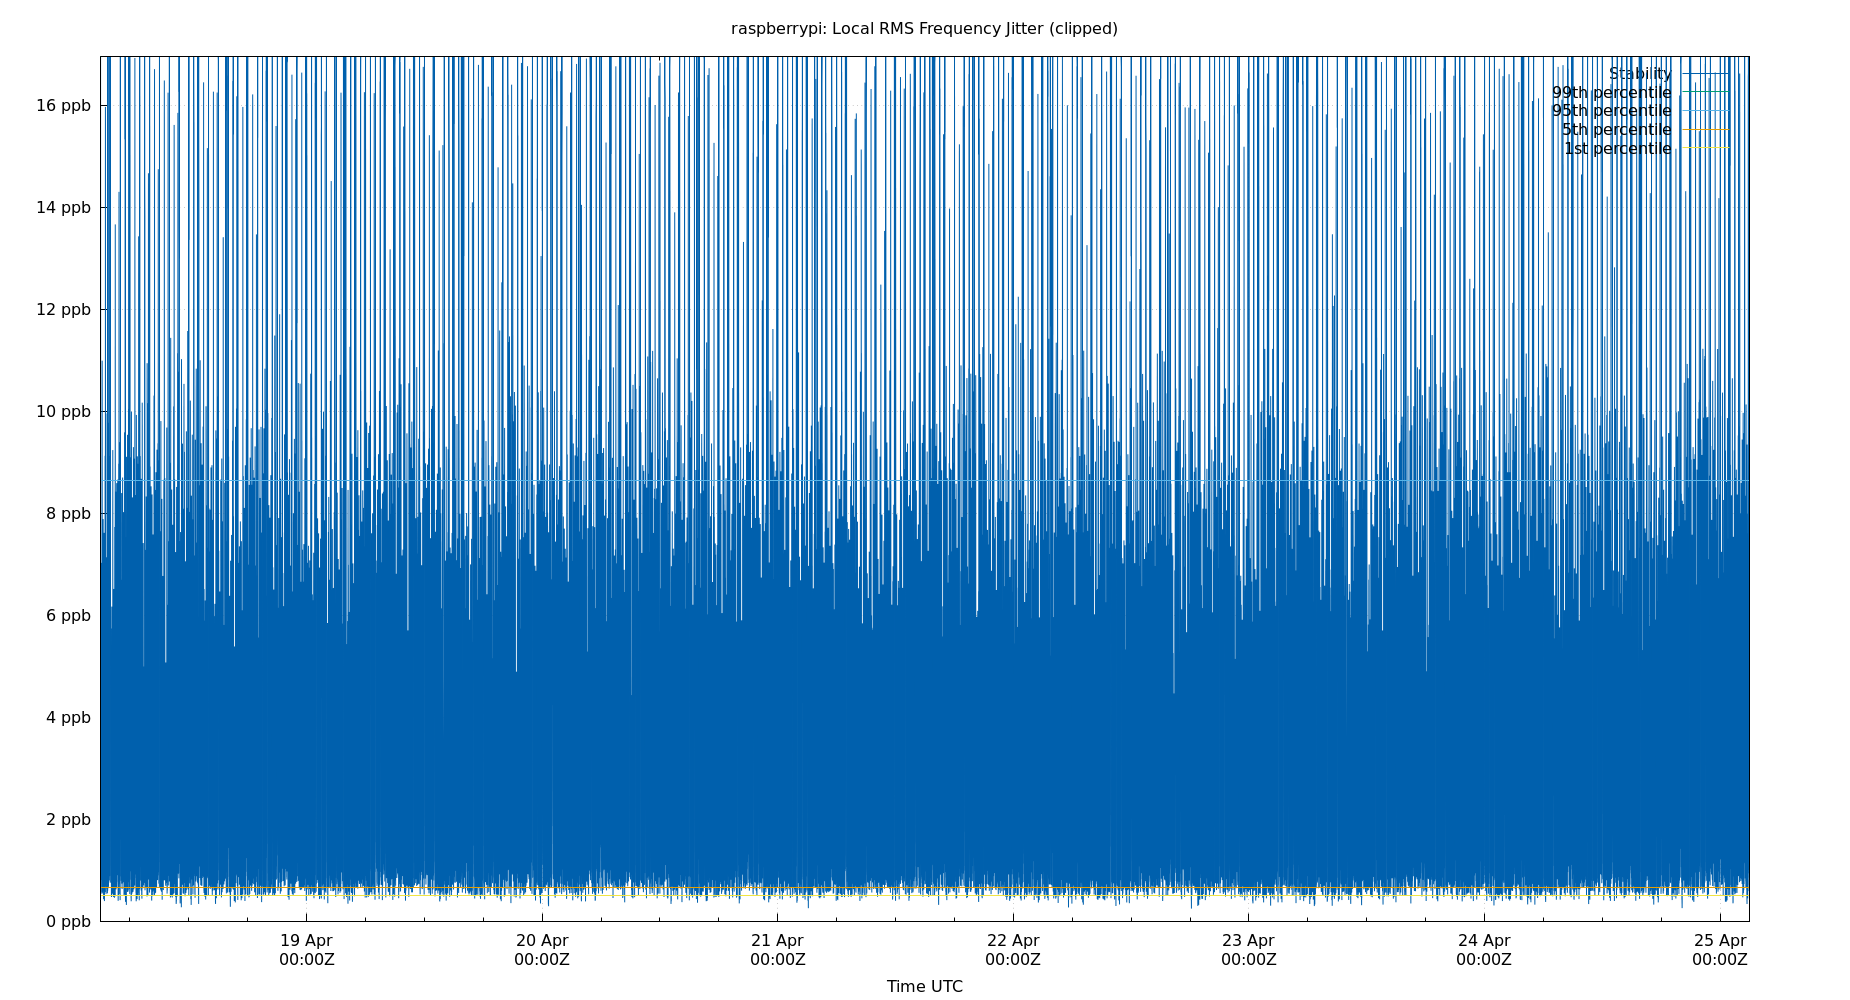 raspberrypi: Local RMS Frequency Jitter (clipped)
Stability
99th percentile
95th percentile
5th percentile
1st percentile
16 ppb
14 ppb
12 ppb
10 ppb
8 ppb
6 ppb
4 ppb
2 ppb
0 ppb
19 Apr 20 Apr 21 Apr 22 Apr 23 Apr 24 Apr 25 Apr
00:00Z 00:00Z 00:00Z 00:00Z 00:00Z 00:00Z 00:00Z
Time UTC